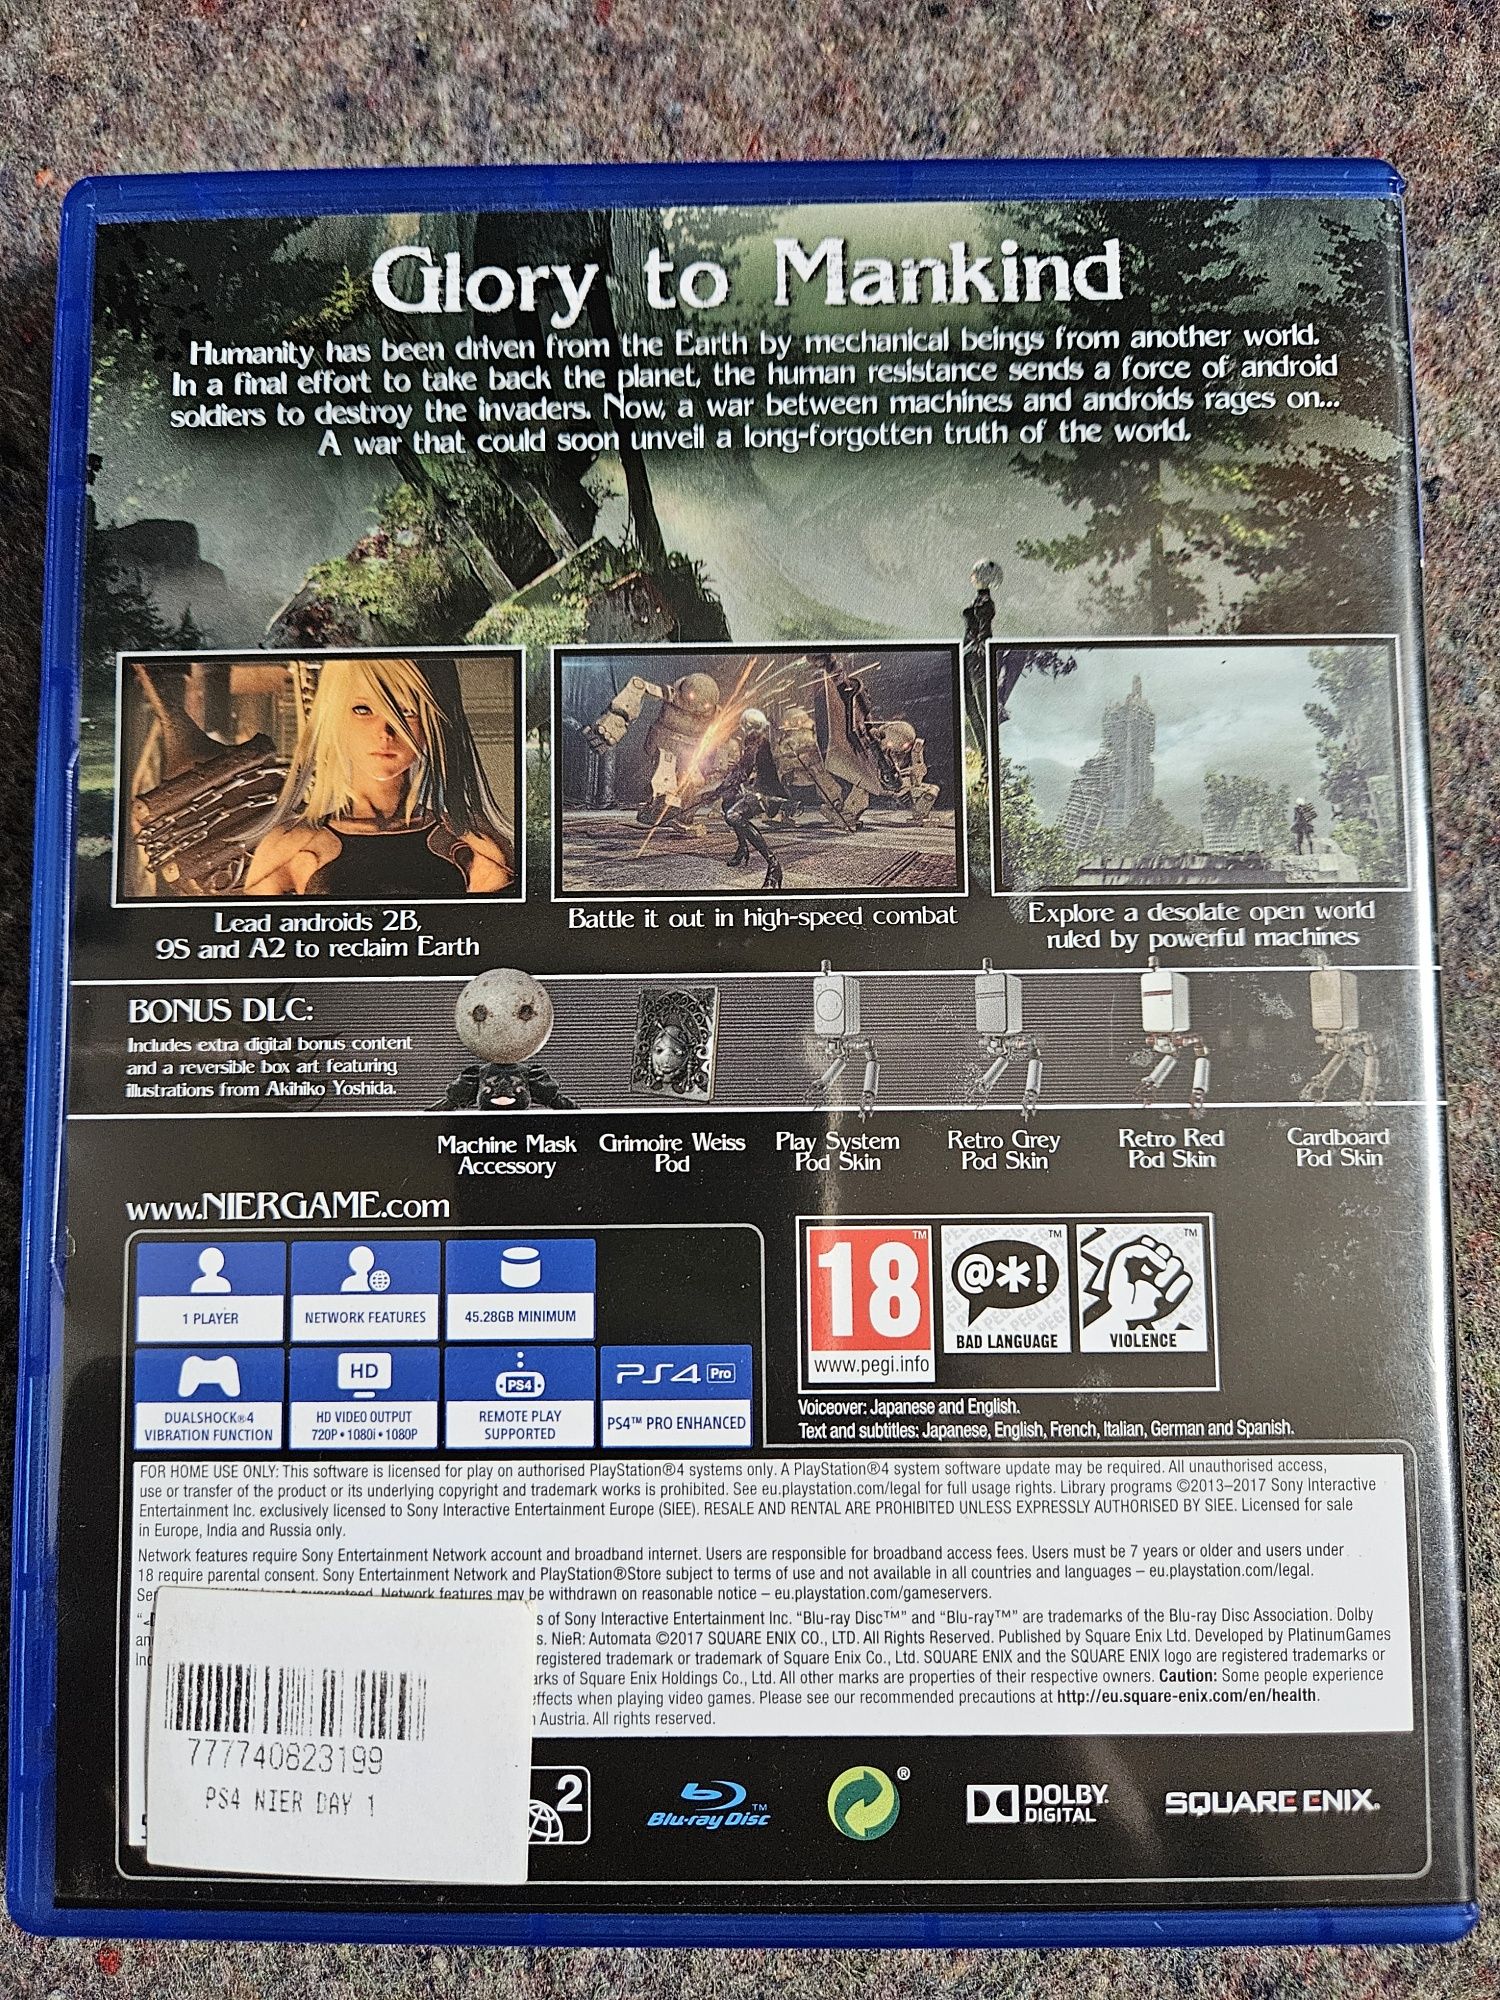 Glory to Mankind
Humanity has been driven from the Earth by mechanical beings from another world.
In a final effort to take back the planet, the human resistance sends a force of android
soldiers to destroy the invaders. Now, a war between machines and androids rages on...
A war that could soon unveil a long-forgotten truth of the world.
Lead androids 2B,
9S and A2 to reclaim Earth
Battle it out in high-speed combat
Explore a desolate open world
ruled by powerful machines
BONUS DLC:
Includes extra digital bonus content
and a reversible box art featuring
illustrations from Akihiko Yoshida.
Machine Mask
Accessory
Grimoire Weiss
Pod
Play System
Pod Skin
Retro Grey
Pod Skin
Retro Red
Pod Skin
Cardboard
Pod Skin
www.NIERGAME.com
1 PLAYER
NETWORK FEATURES
45.28GB MINIMUM
DUALSHOCK®4
VIBRATION FUNCTION
HD
HD VIDEO OUTPUT
720P•1080i•1080P
PS4
REMOTE PLAY
SUPPORTED
PS4 Pro
PS4™ PRO ENHANCED
18™
www.pegi.info
@*!™
BAD LANGUAGE
™
VIOLENCE
Voiceover: Japanese and English.
Text and subtitles: Japanese, English, French, Italian, German and Spanish.
FOR HOME USE ONLY: This software is licensed for play on authorised PlayStation®4 systems only. A PlayStation®4 system software update may be required. All unauthorised access,
use or transfer of the product or its underlying copyright and trademark works is prohibited. See eu.playstation.com/legal for full usage rights. Library programs ©2013–2017 Sony Interactive
Entertainment Inc. exclusively licensed to Sony Interactive Entertainment Europe (SIEE). RESALE AND RENTAL ARE PROHIBITED UNLESS EXPRESSLY AUTHORISED BY SIEE. Licensed for sale
in Europe, India and Russia only.
Network features require Sony Entertainment Network account and broadband internet. Users are responsible for broadband access fees. Users must be 7 years or older and users under
18 require parental consent. Sony Entertainment Network and PlayStation®Store subject to terms of use and not available in all countries and languages – eu.playstation.com/legal.
Network features may be withdrawn on reasonable notice – eu.playstation.com/gameservers.
of Sony Interactive Entertainment Inc. “Blu-ray Disc™” and “Blu-ray™” are trademarks of the Blu-ray Disc Association. Dolby
NieR: Automata ©2017 SQUARE ENIX CO., LTD. All Rights Reserved. Published by Square Enix Ltd. Developed by PlatinumGames
registered trademark or trademark of Square Enix Co., Ltd. SQUARE ENIX and the SQUARE ENIX logo are registered trademarks or
of Square Enix Holdings Co., Ltd. All other marks are properties of their respective owners. Caution: Some people experience
when playing video games. Please see our recommended precautions at http://eu.square-enix.com/en/health.
Austria. All rights reserved.
777740823199
PS4 NIER DAY 1
2
Blu-ray Disc™
®
DOLBY.
DIGITAL
SQUARE ENIX.